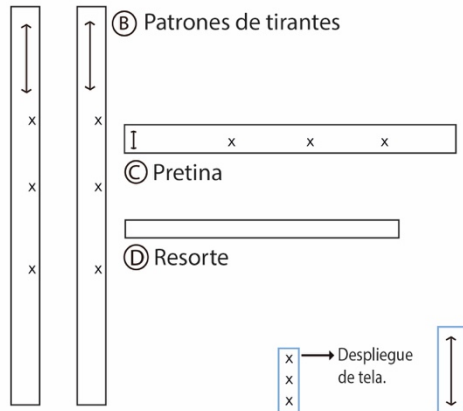 B Patrones de tirantes
x x
x x x
C Pretina
x x
D Resorte
x x
x Despliegue
x de tela.
x